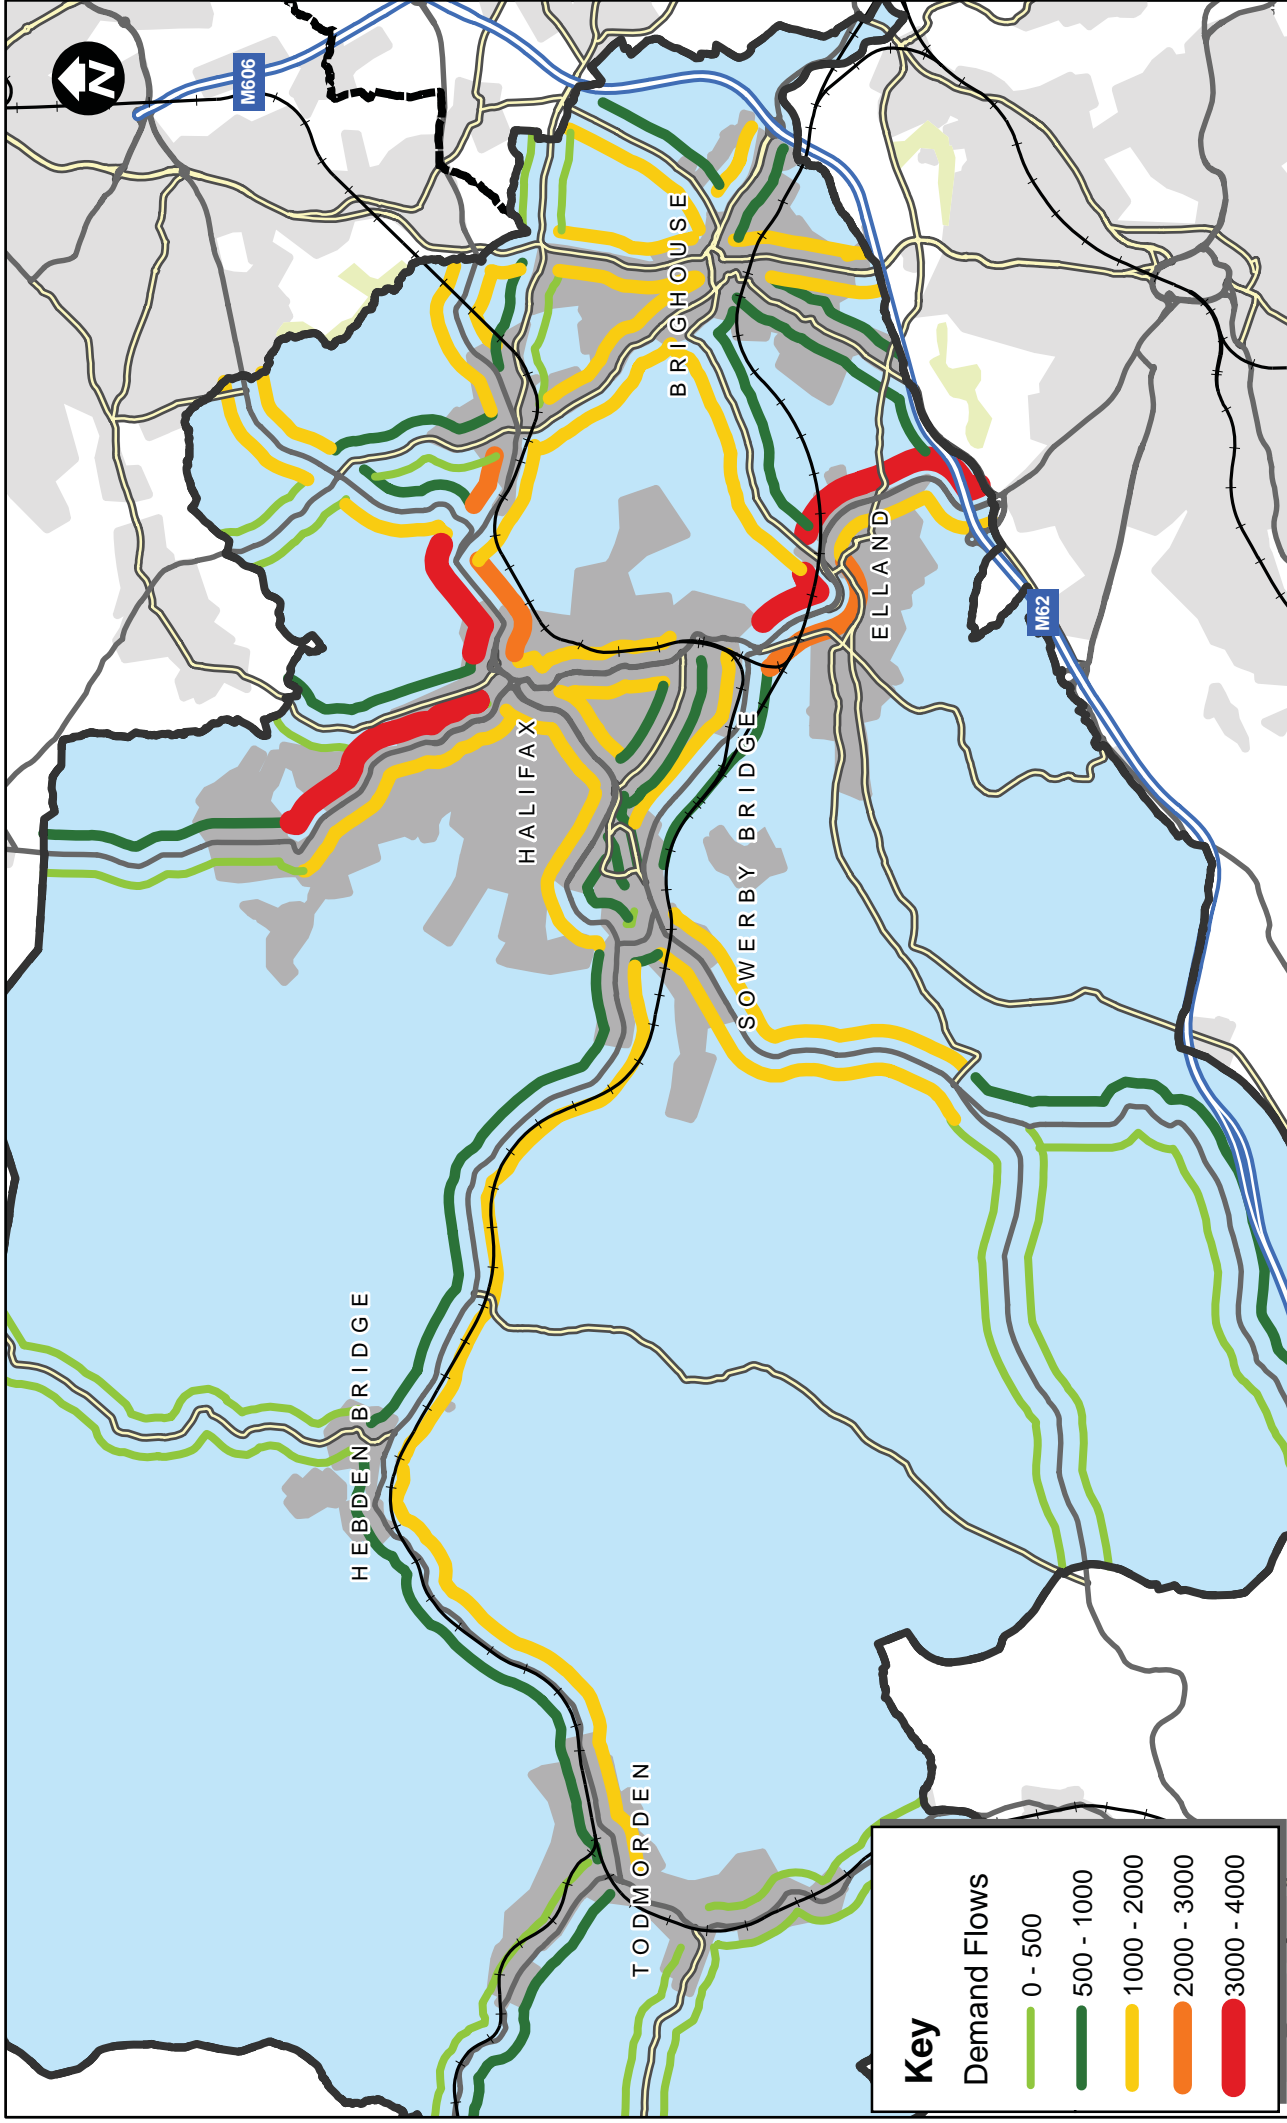 N
M606
BRIGHOUSE
HALIFAX
ELLAND
M62
SOWERBY BRIDGE
HEBDEN BRIDGE
TODMORDEN
Key
Demand Flows
0 - 500
500 - 1000
1000 - 2000
2000 - 3000
3000 - 4000